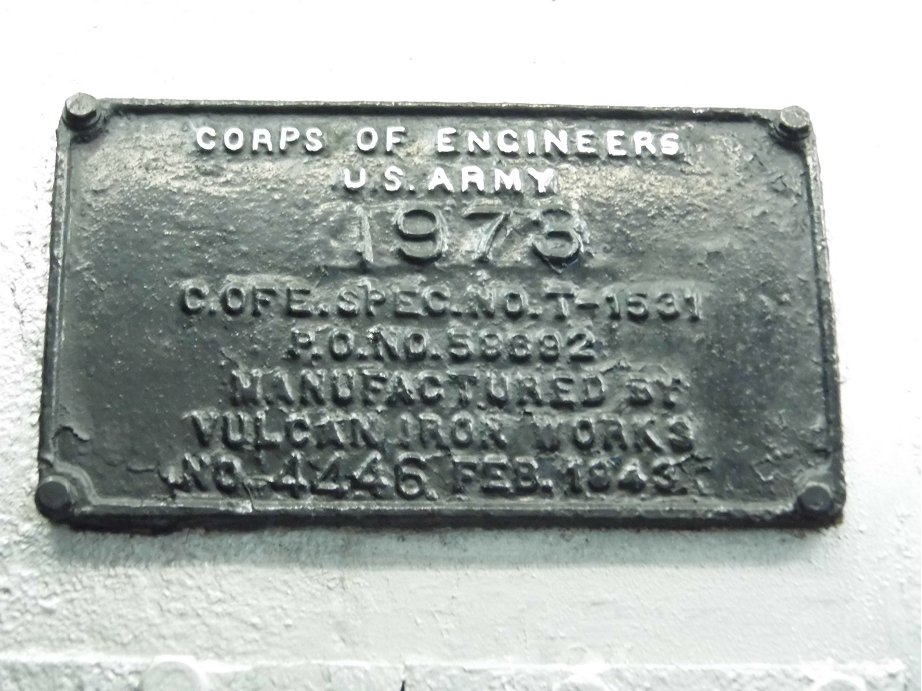 CORPS OF ENGINEERS
U.S. ARMY
1973
C. OF E. SPEC. NO. T-1531
P.O. NO.
MANUFACTURED BY
VULCAN IRON WORKS
NO. 4446 FEB. 1943